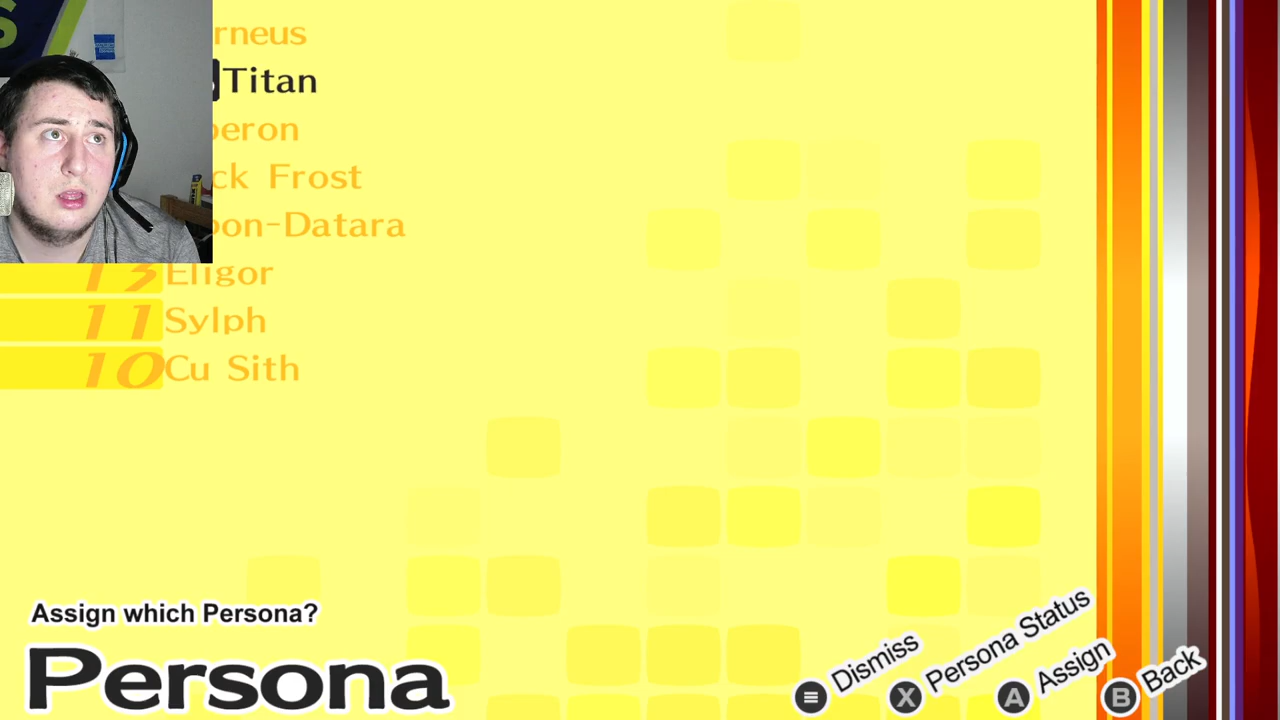 rneus
Titan
beron
ck Frost
pon-Datara
13 Eligor
11 Sylph
10 Cu Sith
Assign which Persona?
Persona
Dismiss
X Persona Status
A Assign
B Back